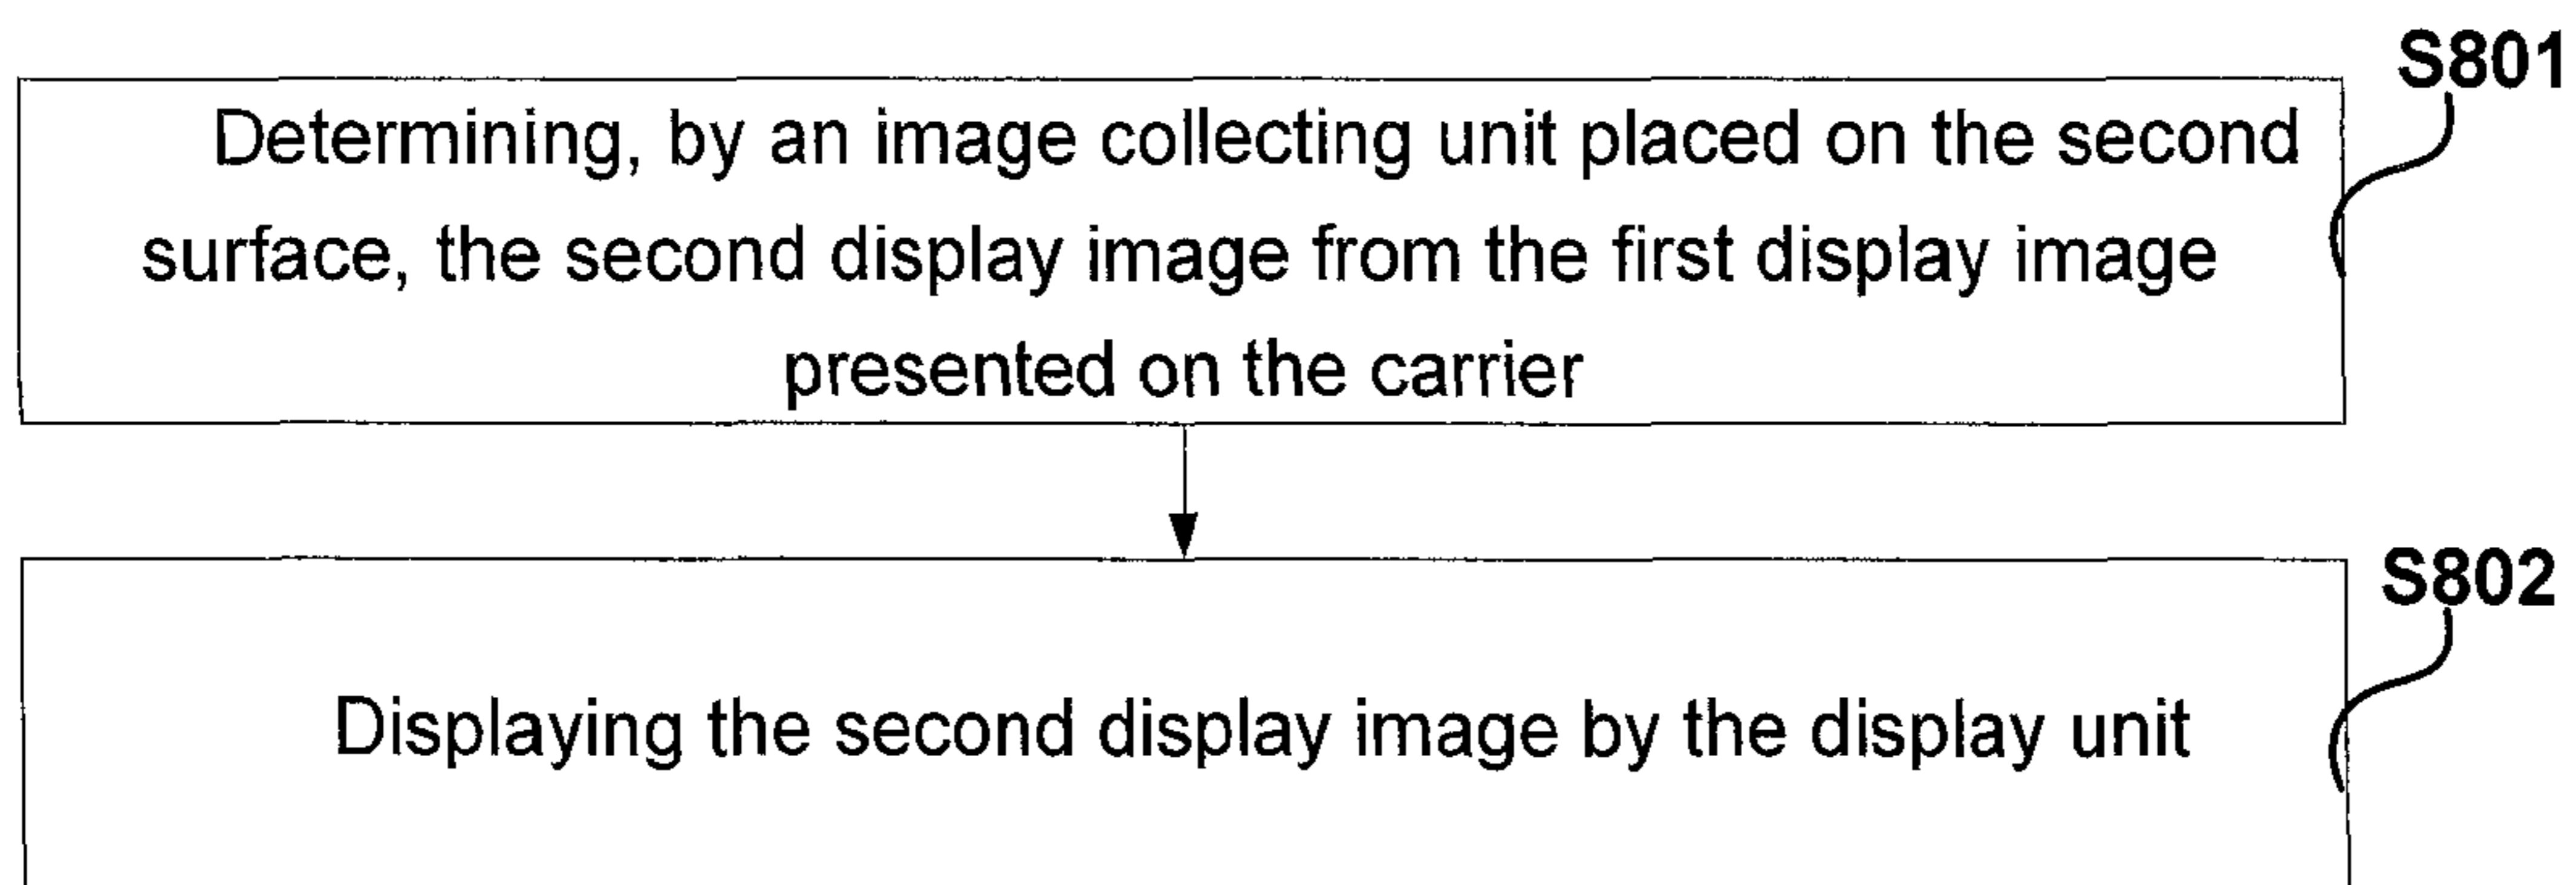 S801
Determining, by an image collecting unit placed on the second
surface, the second display image from the first display image
presented on the carrier
S802
Displaying the second display image by the display unit